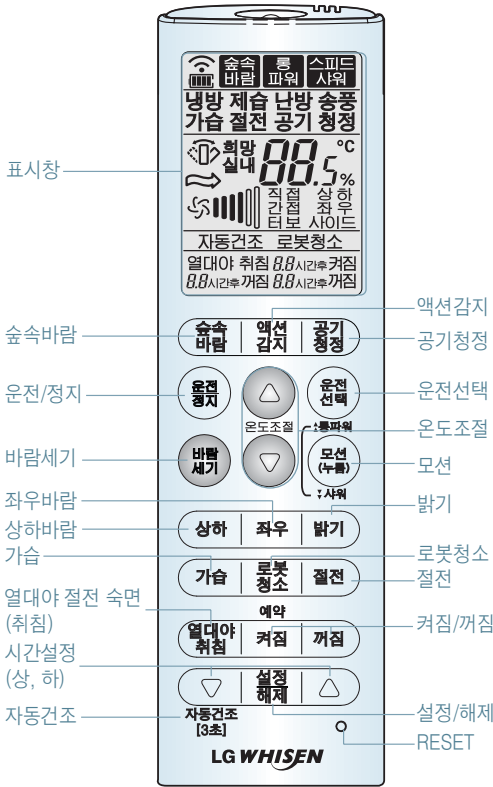 숲속
바람
롱
파워
스피드
샤워
냉방 제습 난방 송풍
가습 절전 공기 청정
희망
실내
88.5
°C
%
직접
간접
터보
상 하
좌 우
사이드
자동건조 로봇청소
열대야 취침 8.8시간후 켜짐
8.8시간후 꺼짐 8.8시간후 꺼짐
표시창
숲속바람
운전/정지
바람세기
좌우바람
상하바람
가습
열대야 절전 숙면
(취침)
시간설정
(상, 하)
자동건조
액션감지
공기청정
운전선택
온도조절
모션
밝기
로봇청소
절전
켜짐/꺼짐
설정/해제
RESET
숲속
바람
액션
감지
공기
청정
운전
정지
운전
선택
온도조절
바람
세기
롱파워
모션
(누름)
샤워
상하
좌우
밝기
가습
로봇
청소
절전
예약
열대야
취침
켜짐
꺼짐
설정
해제
자동건조
[3초]
LG WHISEN